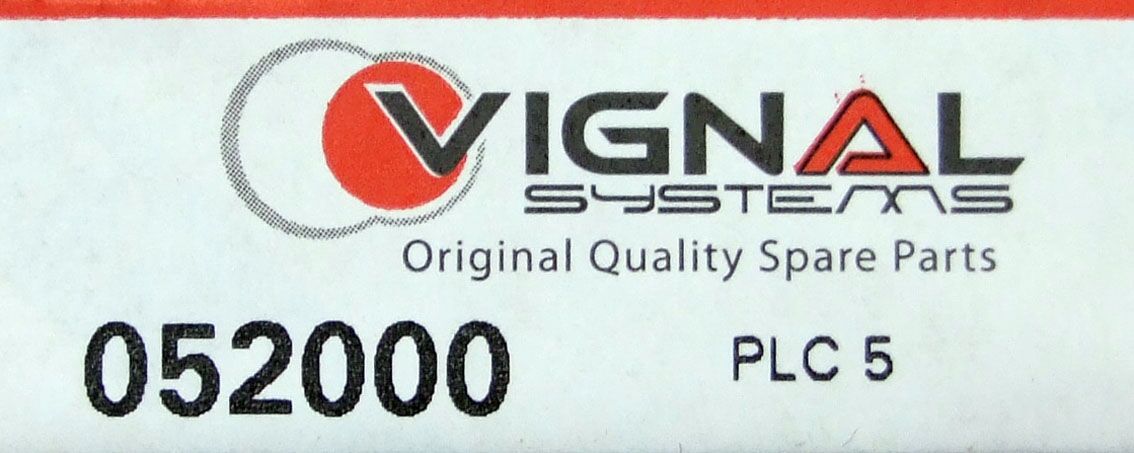 VIGNAL
SYSTEMS
Original Quality Spare Parts
052000 PLC 5